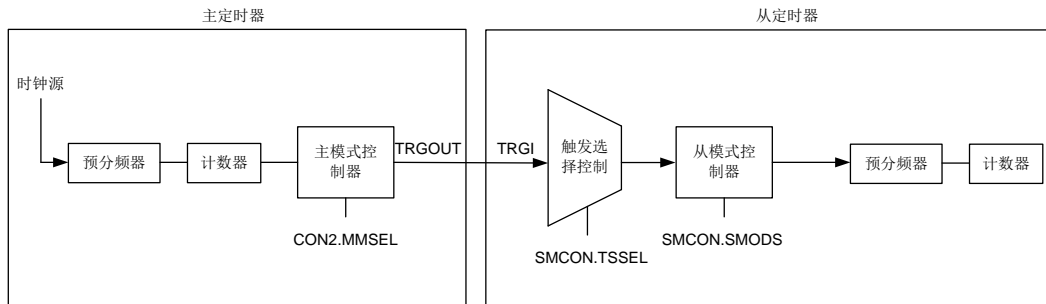 主定时器
从定时器
时钟源
预分频器
计数器
主模式控
制器
TRGOUT
TRGI
触发选
择控制
从模式控
制器
预分频器
计数器
CON2.MMSEL
SMCON.TSSEL
SMCON.SMODS